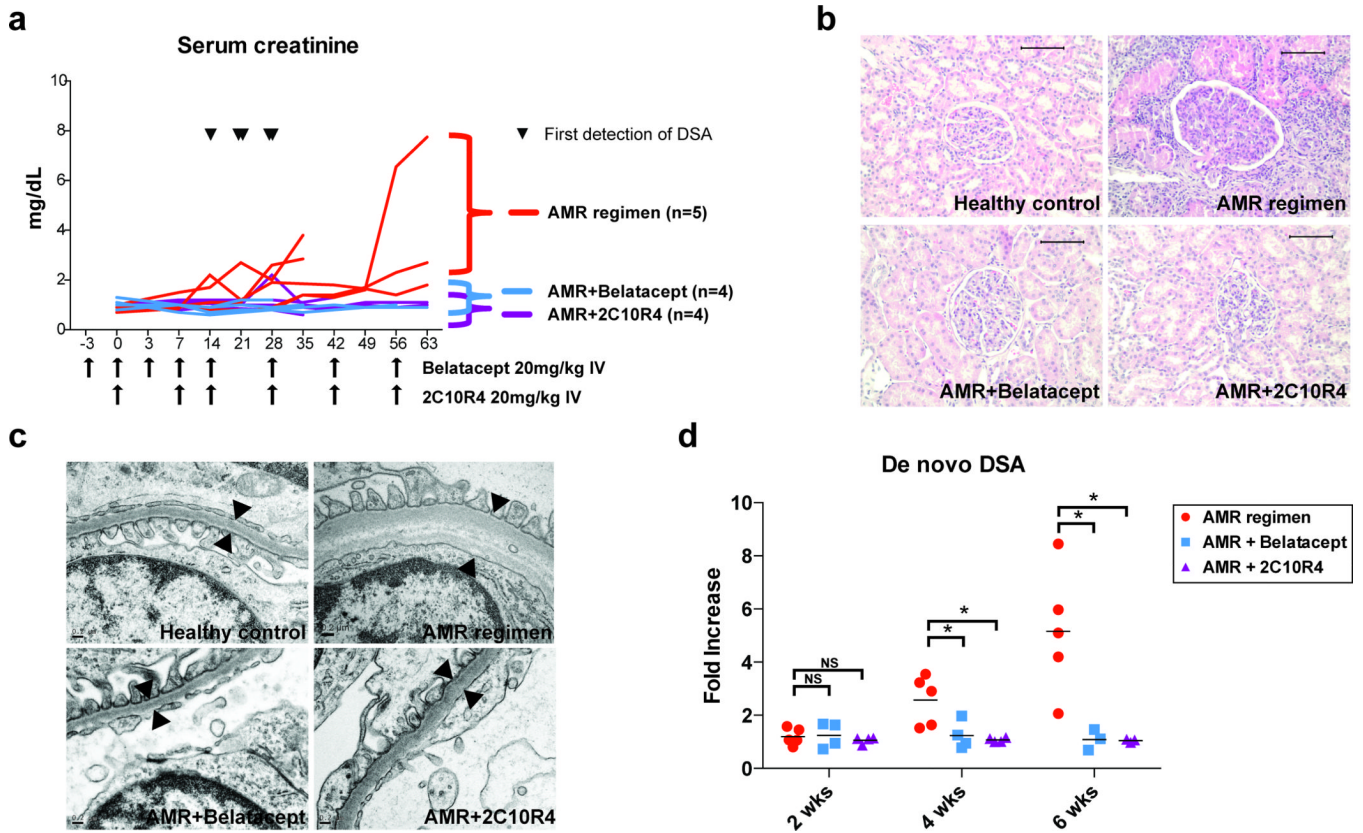 a
Serum creatinine
mg/dL
10
8
6
4
2
0
-3 0 3 7 14 21 28 35 42 49 56 63
First detection of DSA
AMR regimen (n=5)
AMR+Belatacept (n=4)
AMR+2C10R4 (n=4)
Belatacept 20mg/kg IV
2C10R4 20mg/kg IV
b
Healthy control
AMR regimen
AMR+Belatacept
AMR+2C10R4
c
Healthy control
AMR regimen
AMR+Belatacept
AMR+2C10R4
d
De novo DSA
Fold Increase
10
8
6
4
2
0
NS
NS
*
*
*
*
2 wks
4 wks
6 wks
AMR regimen
AMR + Belatacept
AMR + 2C10R4